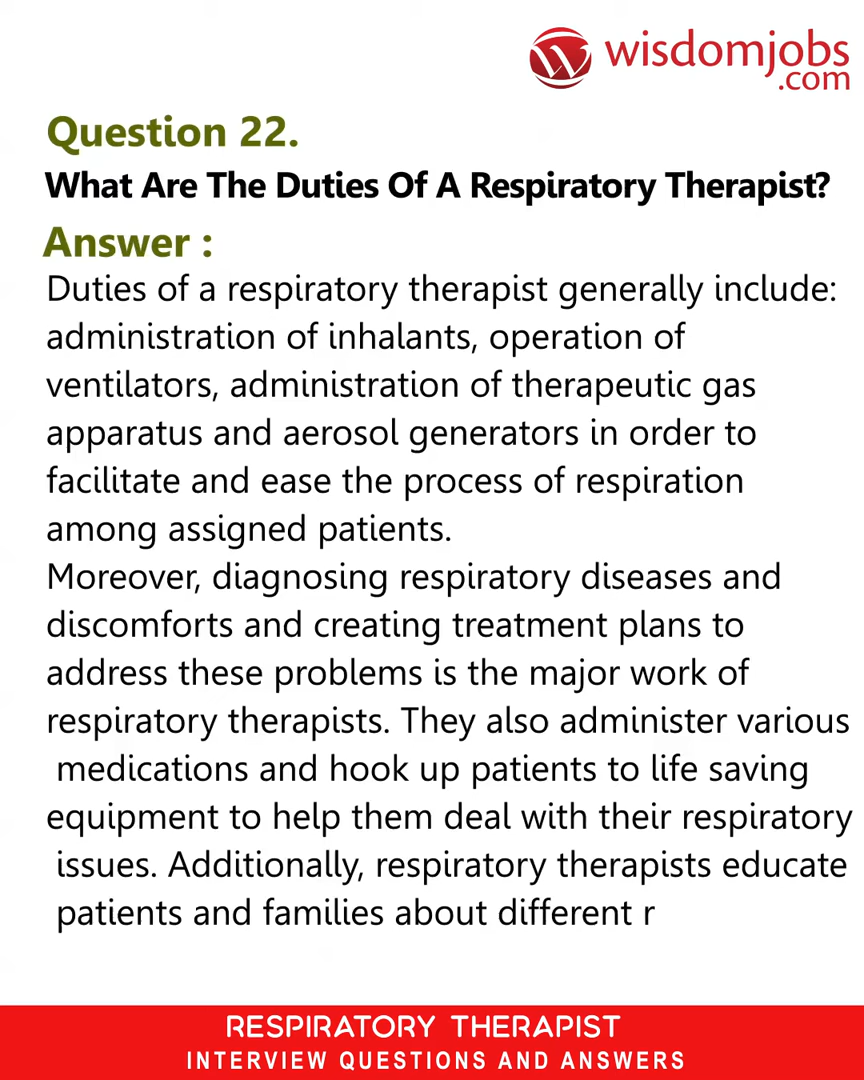 wisdomjobs
.com
Question 22.
What Are The Duties Of A Respiratory Therapist?
Answer :
Duties of a respiratory therapist generally include:
administration of inhalants, operation of
ventilators, administration of therapeutic gas
apparatus and aerosol generators in order to
facilitate and ease the process of respiration
among assigned patients.
Moreover, diagnosing respiratory diseases and
discomforts and creating treatment plans to
address these problems is the major work of
respiratory therapists. They also administer various
medications and hook up patients to life saving
equipment to help them deal with their respiratory
issues. Additionally, respiratory therapists educate
patients and families about different r
RESPIRATORY THERAPIST
INTERVIEW QUESTIONS AND ANSWERS